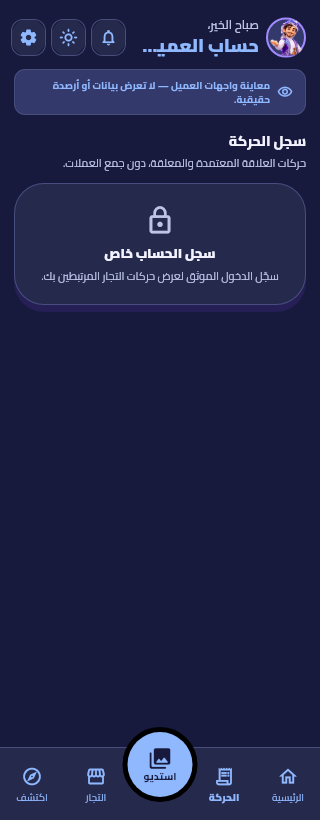 صباح الخير،
حساب العميـ...
معاينة واجهات العميل — لا تعرض بيانات أو أرصدة
حقيقية.
سجل الحركة
حركات العلاقة المعتمدة والمعلقة، دون جمع العملات.
سجل الحساب خاص
سجّل الدخول الموثق لعرض حركات التجار المرتبطين بك.
الرئيسية
الحركة
استديو
التجار
اكتشف